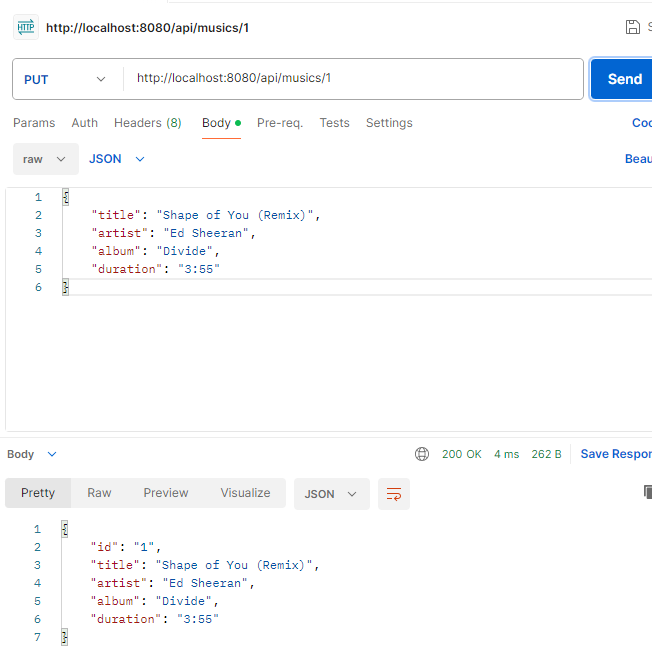 HTTP http://localhost:8080/api/musics/1
PUT http://localhost:8080/api/musics/1 Send
Params Auth Headers (8) Body Pre-req. Tests Settings Coo
raw JSON Beau
1 {
2 "title": "Shape of You (Remix)",
3 "artist": "Ed Sheeran",
4 "album": "Divide",
5 "duration": "3:55"
6 }
Body 200 OK 4 ms 262 B Save Respor
Pretty Raw Preview Visualize JSON
1 {
2 "id": "1",
3 "title": "Shape of You (Remix)",
4 "artist": "Ed Sheeran",
5 "album": "Divide",
6 "duration": "3:55"
7 }